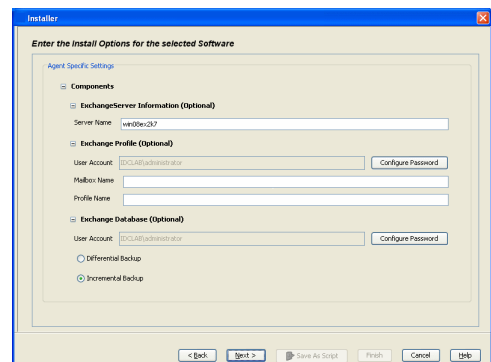 Installer
Enter the Install Options for the selected Software
Agent Specific Settings
Components
ExchangeServer Information (Optional)
Server Name win08ex2k7
Exchange Profile (Optional)
User Account IDCLAB\administrator Configure Password
Mailbox Name
Profile Name
Exchange Database (Optional)
User Account IDCLAB\administrator Configure Password
Differential Backup
Incremental Backup
< Back Next > Save As Script Finish Cancel Help